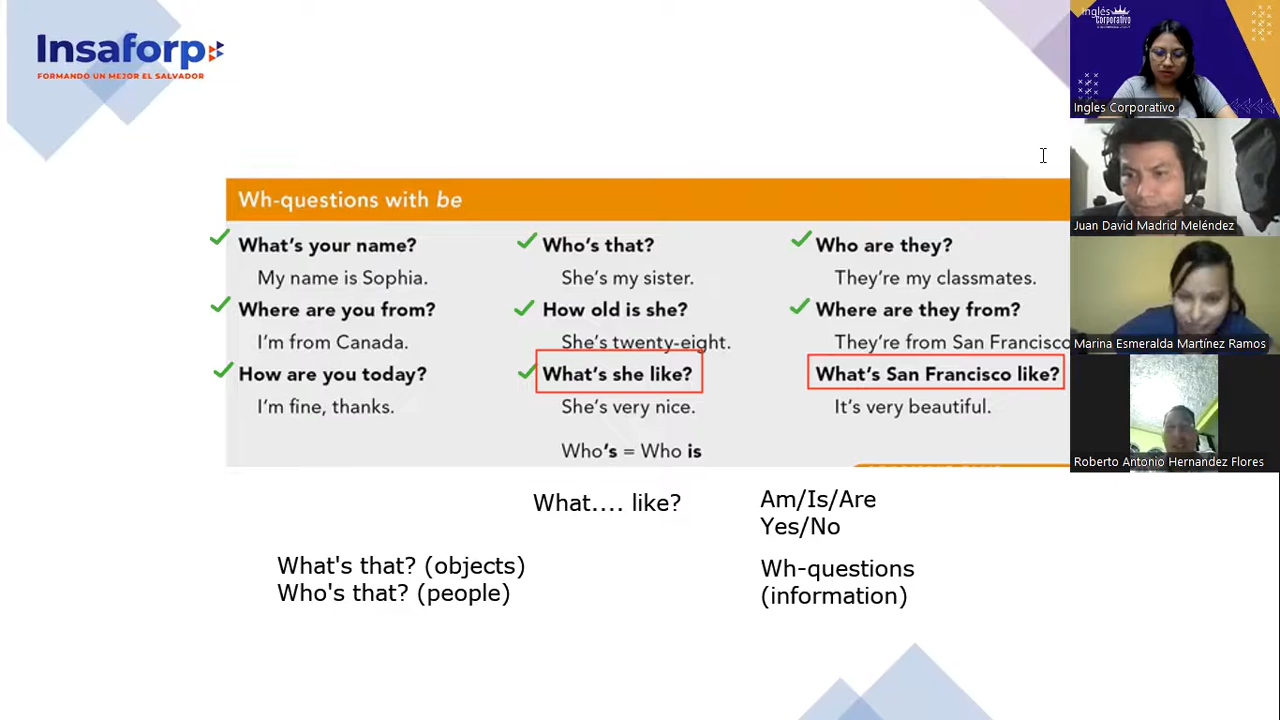 Insaforp
FORMANDO UN MEJOR EL SALVADOR
Wh-questions with be
What's your name?
My name is Sophia.
Where are you from?
I'm from Canada.
How are you today?
I'm fine, thanks.
Who's that?
She's my sister.
How old is she?
She's twenty-eight.
What's she like?
She's very nice.
Who's = Who is
Who are they?
They're my classmates.
Where are they from?
They're from San Francisco
What's San Francisco like?
It's very beautiful.
What.... like?
Am/Is/Are
Yes/No
What's that? (objects)
Who's that? (people)
Wh-questions
(information)
Inglés
corporativo
Ingles Corporativo
Juan David Madrid Meléndez
Marina Esmeralda Martínez Ramos
Roberto Antonio Hernandez Flores